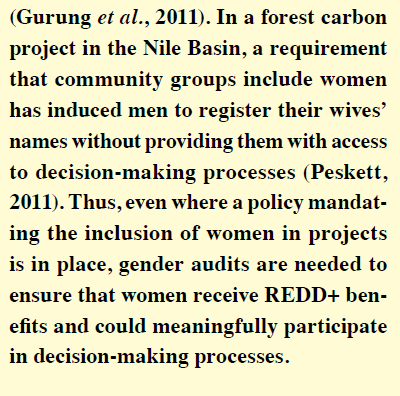 (Gurung et al., 2011). In a forest carbon
project in the Nile Basin, a requirement
that community groups include women
has induced men to register their wives’
names without providing them with access
to decision-making processes (Peskett,
2011). Thus, even where a policy mandat-
ing the inclusion of women in projects
is in place, gender audits are needed to
ensure that women receive REDD+ ben-
efits and could meaningfully participate
in decision-making processes.